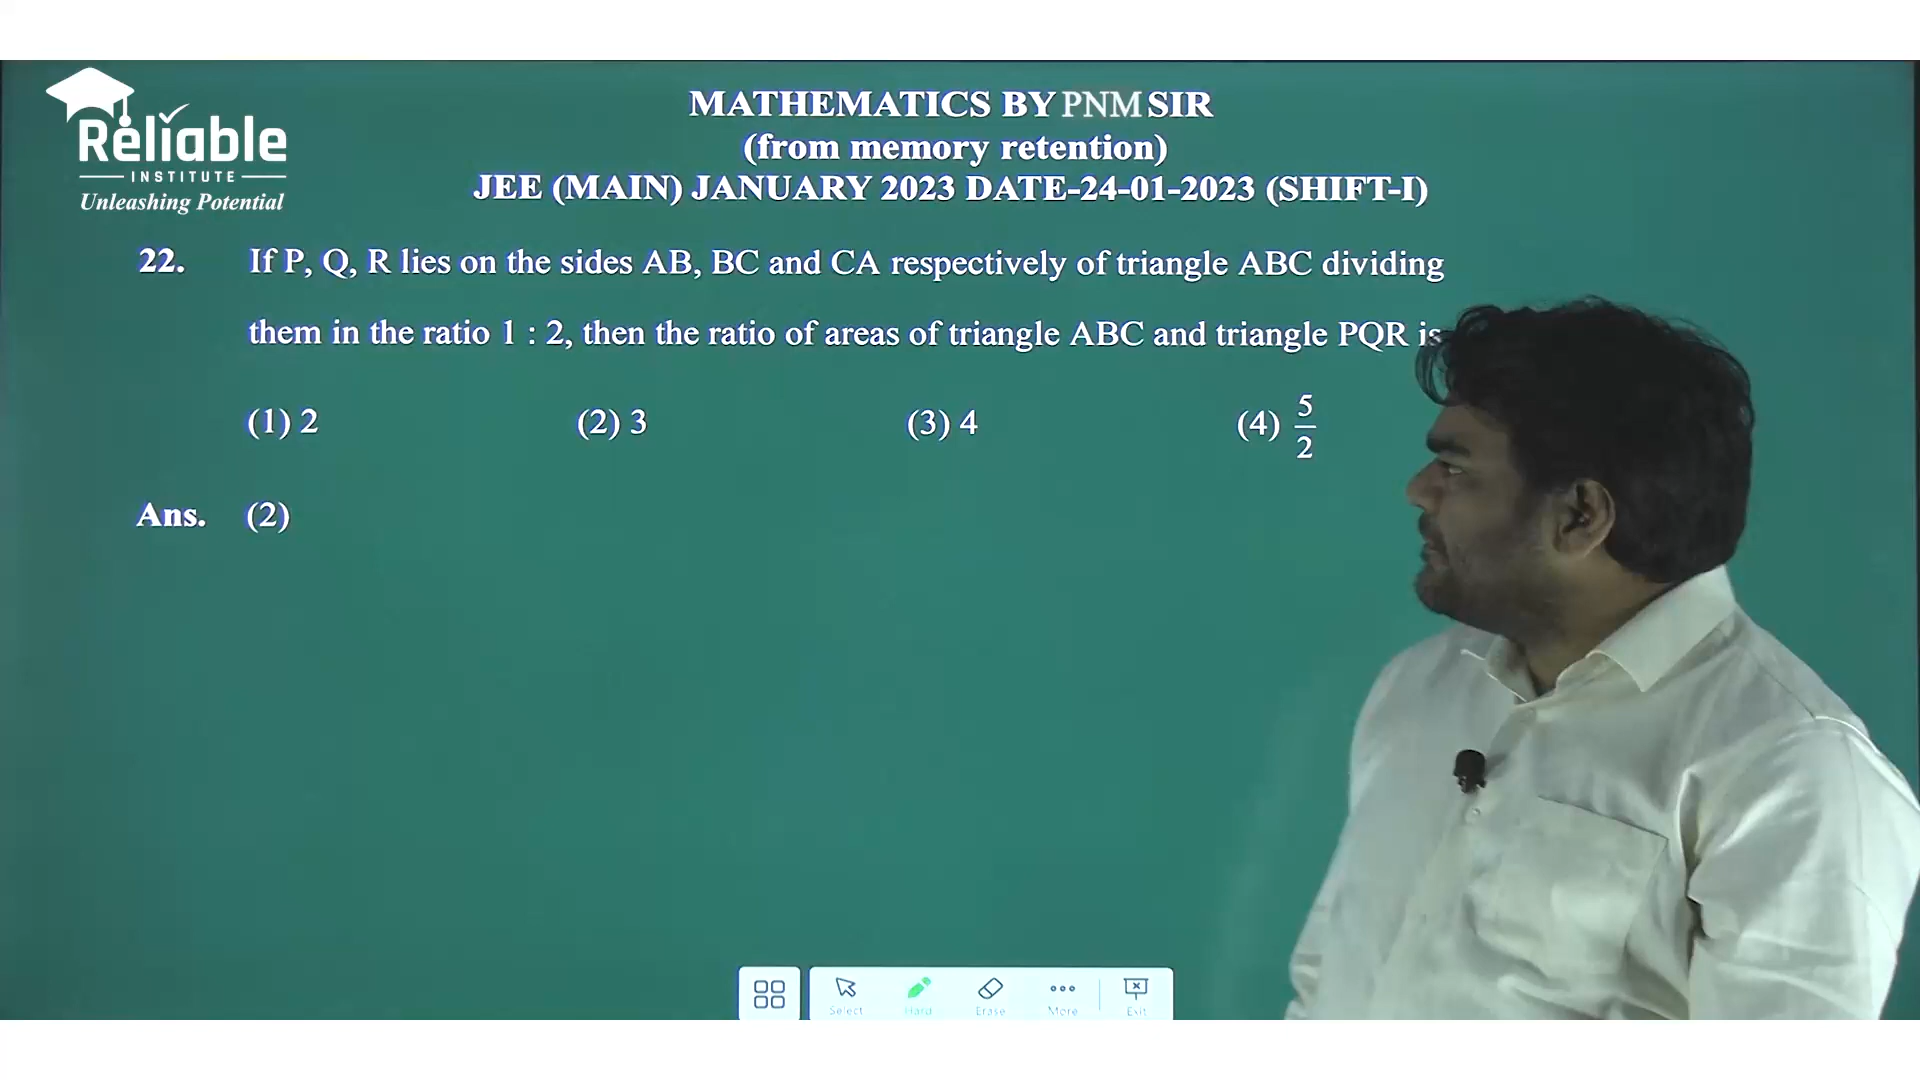 Reliable
INSTITUTE
Unleashing Potential
MATHEMATICS BY PNM SIR
(from memory retention)
JEE (MAIN) JANUARY 2023 DATE-24-01-2023 (SHIFT-I)
22. If P, Q, R lies on the sides AB, BC and CA respectively of triangle ABC dividing
them in the ratio 1 : 2, then the ratio of areas of triangle ABC and triangle PQR is
(1) 2 (2) 3 (3) 4 (4) 5/2
Ans. (2)
Select Hard Erase More Exit